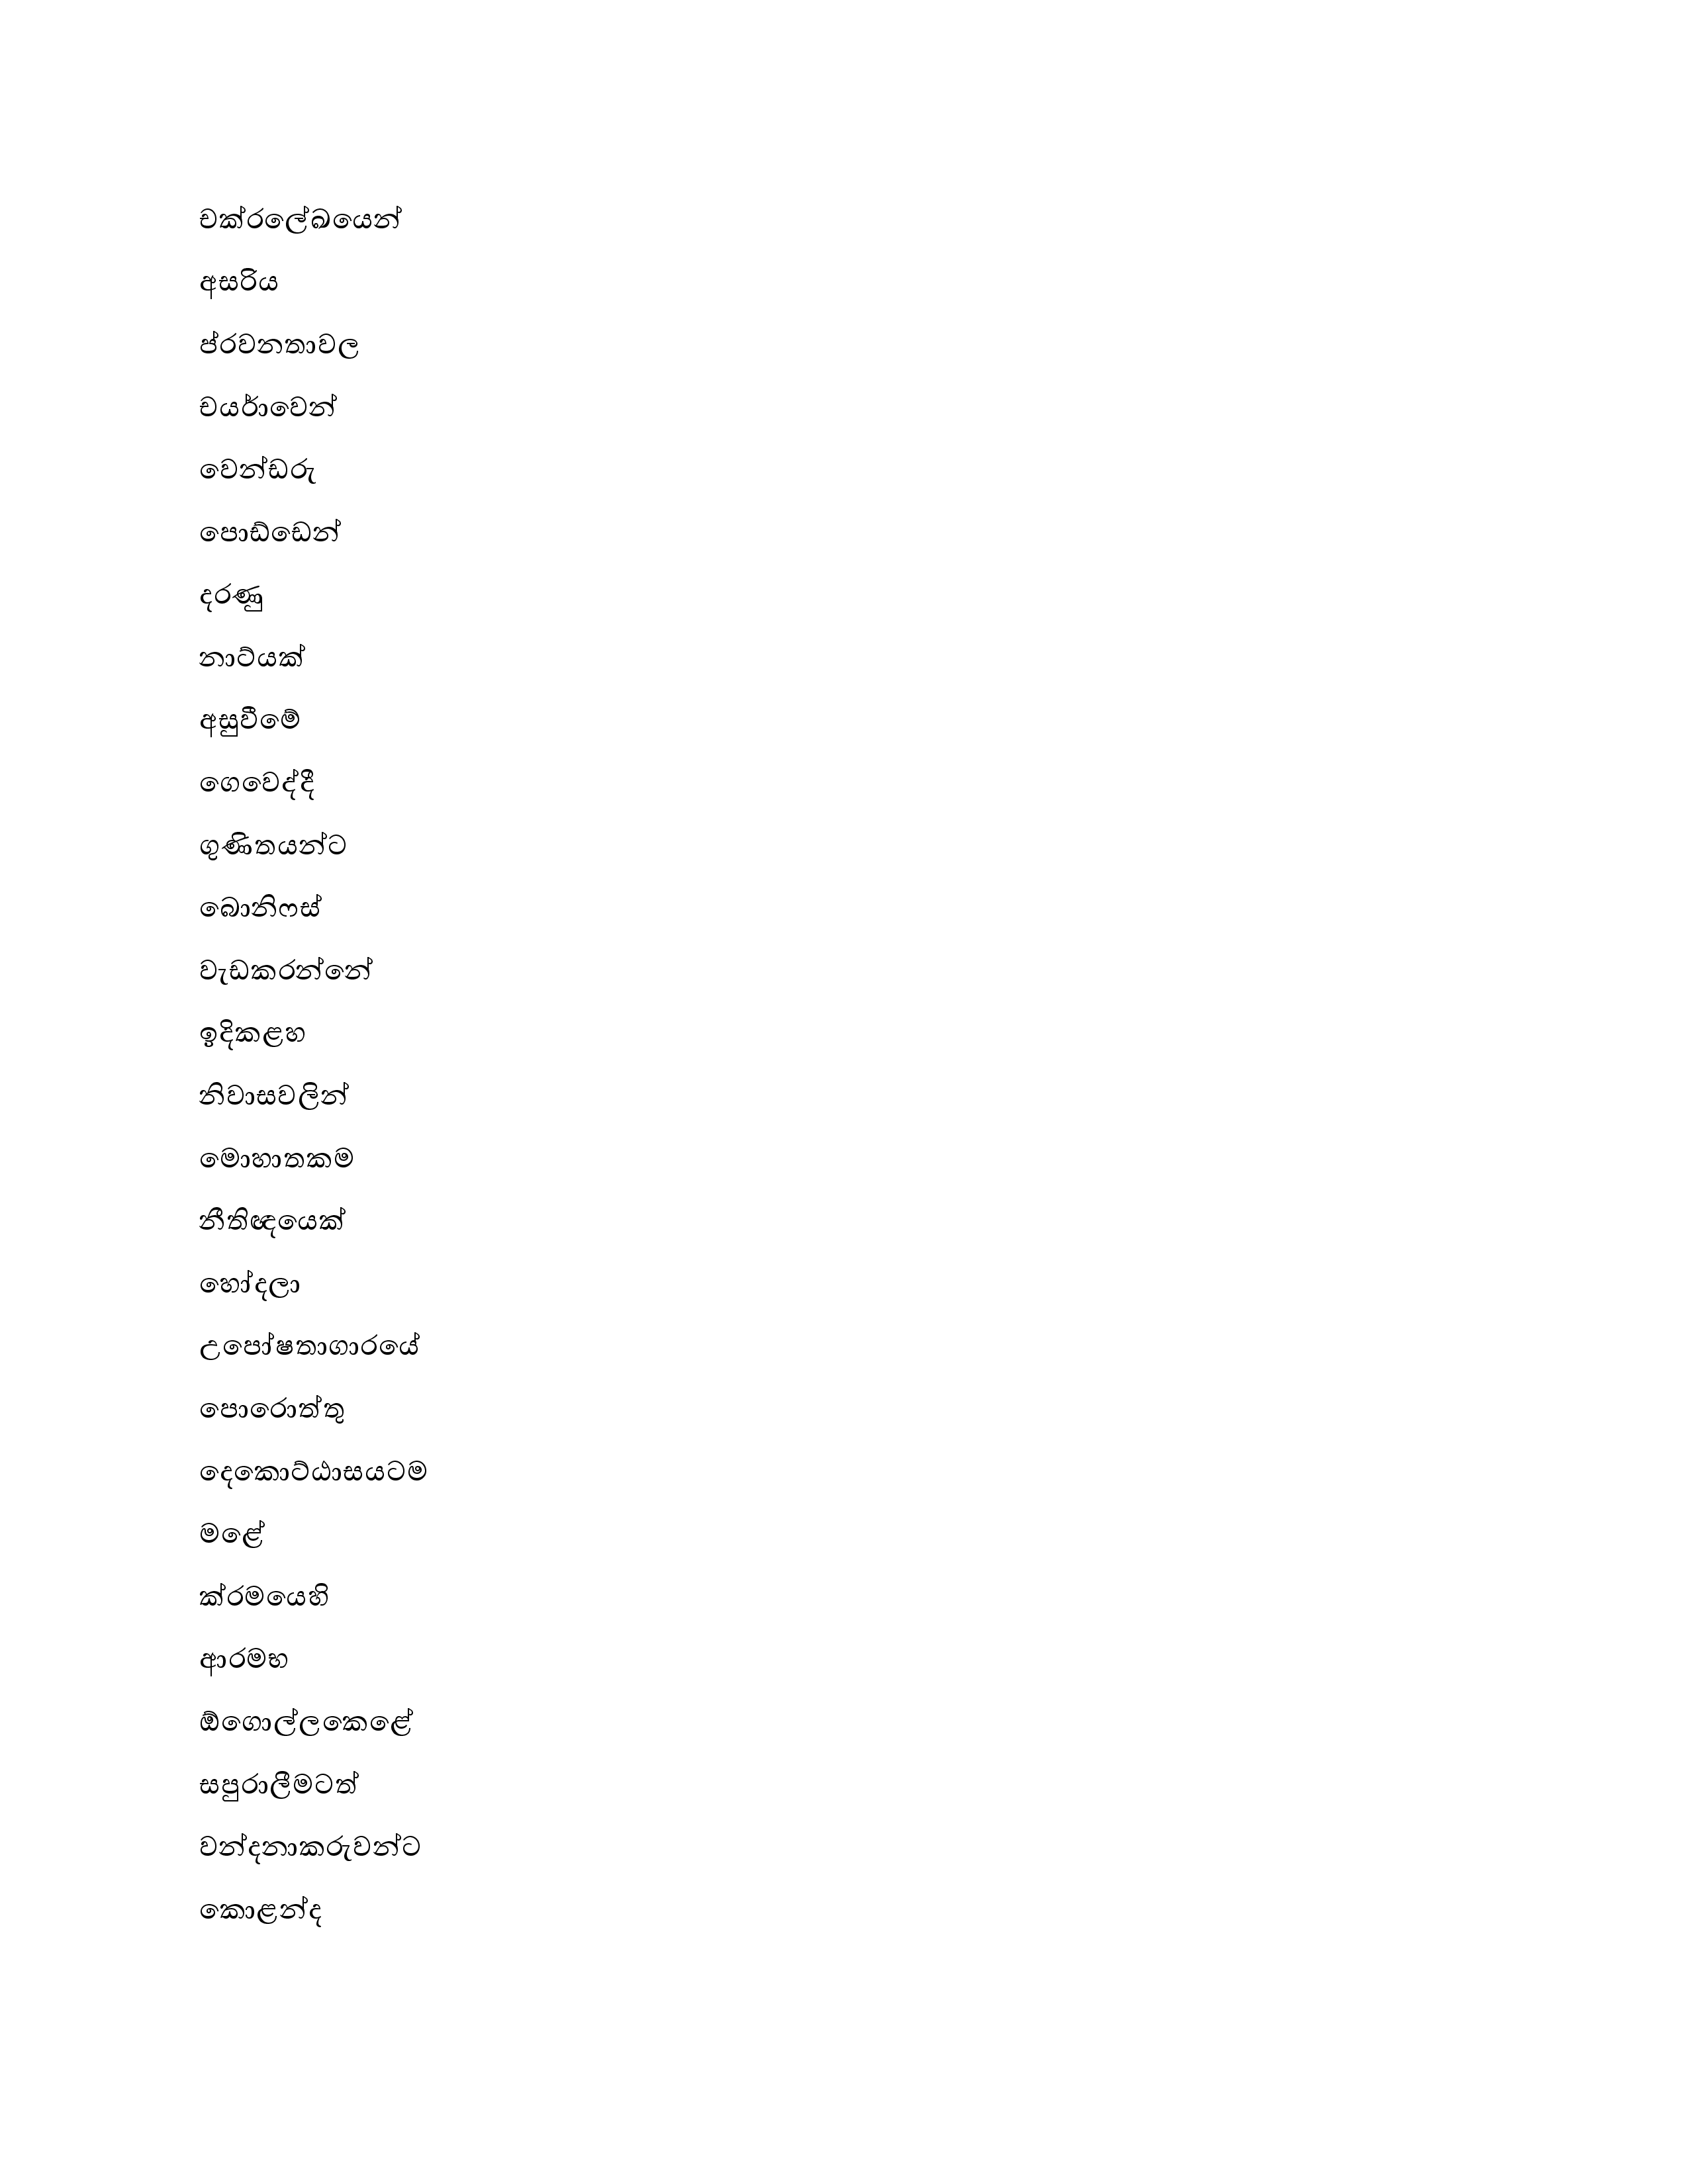 චක්රලේඛයෙන්
අසරිය
ප්රවනතාවල
චයර්‍ාවෙන්
වෙන්ඩරු
පොඩ්ඩෙන්
දරණු
නාට්යක්
අසුවීමේ
ගෙවෙද්දී
ගුණිතයන්ට
බොනිෆස්
වැඩකරන්නේ
ඉදිකළහ
නිවාසවලින්
මොහාතකම
නීතිඥයෙක්
හෝදලා
උපෝෂතාගාරයේ
පොරොත්තු
දෙකොට්ඨාසයටම
මළේ
ක්රමයෙහි
ආරමභ
ඕගොල්ලකෙළේ
සපුරාලීමටත්
වන්දනාකරුවන්ට
කොළන්ද